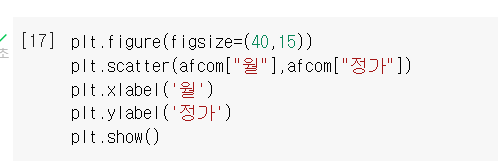 [17] plt.figure(figsize=(40,15))
plt.scatter(afcom["월"],afcom["정가"])
plt.xlabel('월')
plt.ylabel('정가')
plt.show()
초